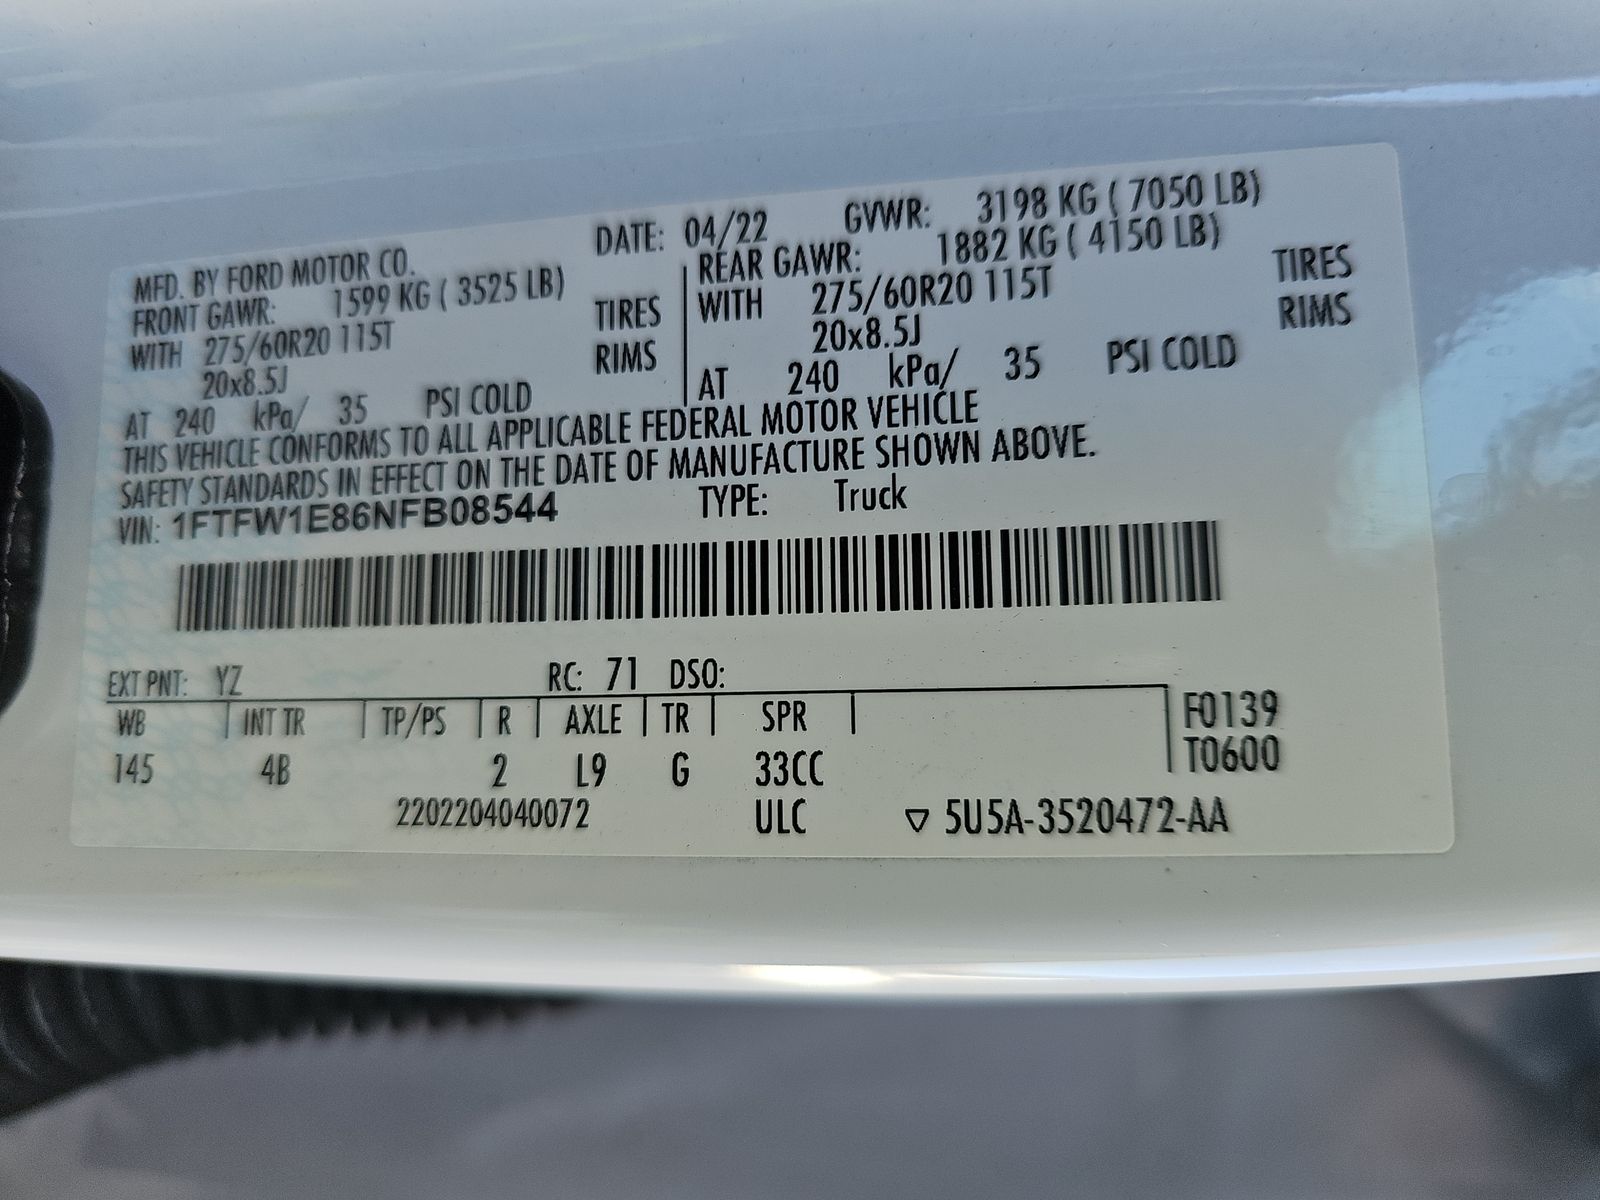 MFD. BY FORD MOTOR CO. DATE: 04/22 GVWR: 3198 KG ( 7050 LB)
FRONT GAWR: 1599 KG ( 3525 LB) REAR GAWR: 1882 KG ( 4150 LB)
WITH 275/60R20 115T TIRES WITH 275/60R20 115T TIRES
20x8.5J RIMS 20x8.5J RIMS
AT 240 kPa/ 35 PSI COLD AT 240 kPa/ 35 PSI COLD
THIS VEHICLE CONFORMS TO ALL APPLICABLE FEDERAL MOTOR VEHICLE
SAFETY STANDARDS IN EFFECT ON THE DATE OF MANUFACTURE SHOWN ABOVE.
VIN: 1FTFW1E86NFB08544 TYPE: Truck
EXT PNT: YZ RC: 71 DSO:
WB INT TR TP/PS R AXLE TR SPR F0139
145 4B 2 L9 G 33CC T0600
2202204040072 ULC ▽ 5U5A-3520472-AA